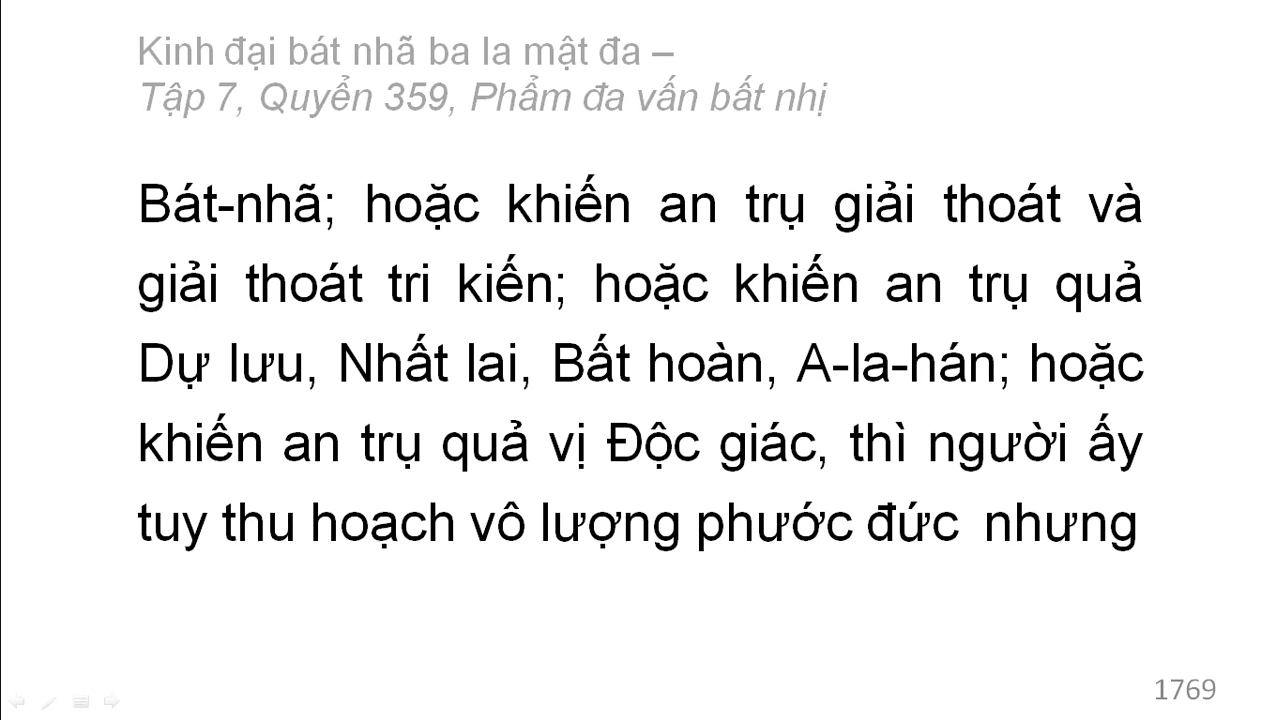 Kinh đại bát nhã ba la mật đa –
Tập 7, Quyển 359, Phẩm đa vấn bất nhị
Bát-nhã; hoặc khiến an trụ giải thoát và
giải thoát tri kiến; hoặc khiến an trụ quả
Dự lưu, Nhất lai, Bất hoàn, A-la-hán; hoặc
khiến an trụ quả vị Độc giác, thì người ấy
tuy thu hoạch vô lượng phước đức nhưng
1769